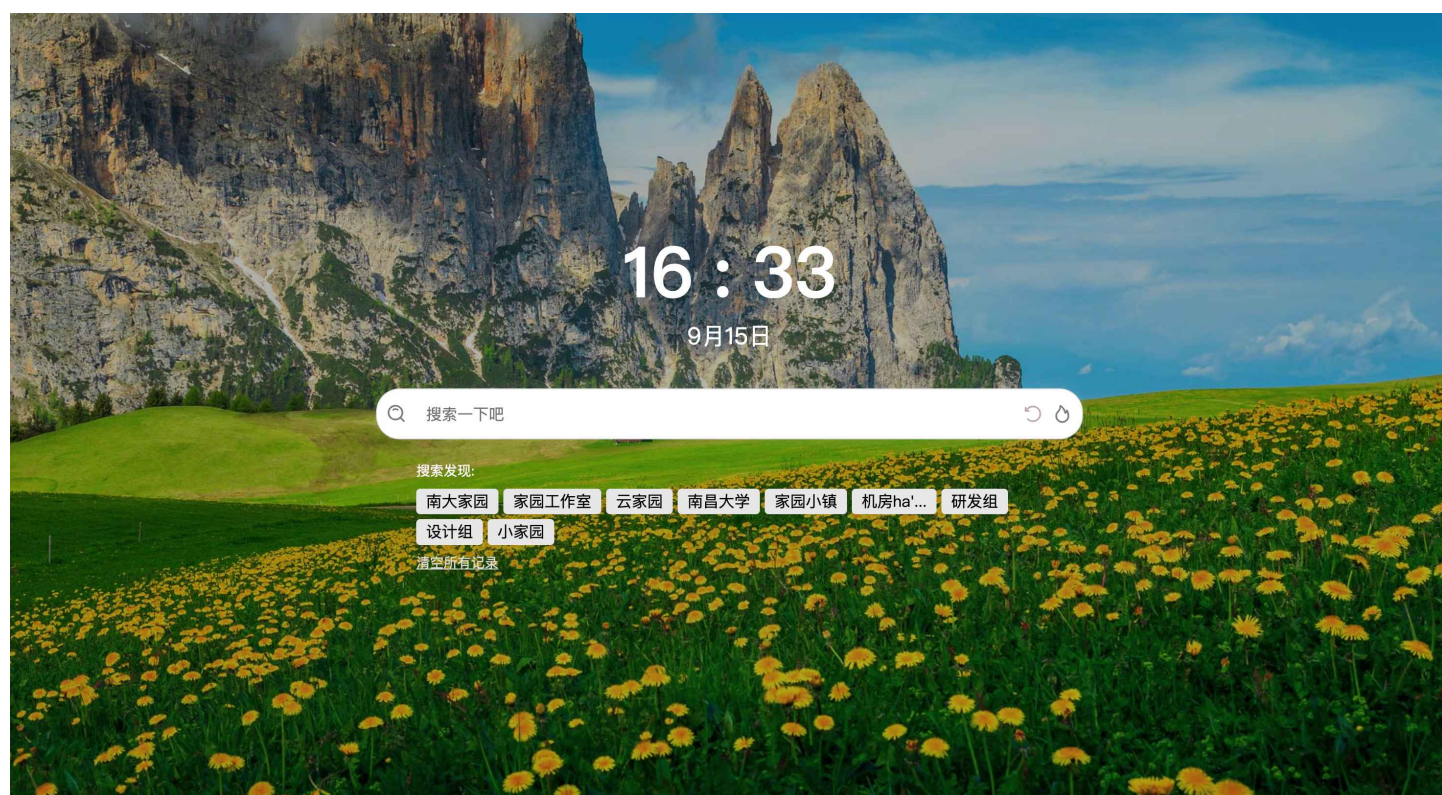 16 : 33
9月15日
搜索一下吧
搜索发现:
南大家园 家园工作室 云家园 南昌大学 家园小镇 机房ha'... 研发组
设计组 小家园
清空所有记录